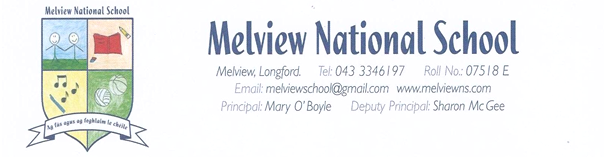 Melview National School
Ag fás agus ag foghlaim le chéile
Melview National School
Melview, Longford. Tel: 043 3346197 Roll No.: 07518 E
Email: melviewschool@gmail.com www.melviewns.com
Principal: Mary O' Boyle Deputy Principal: Sharon Mc Gee